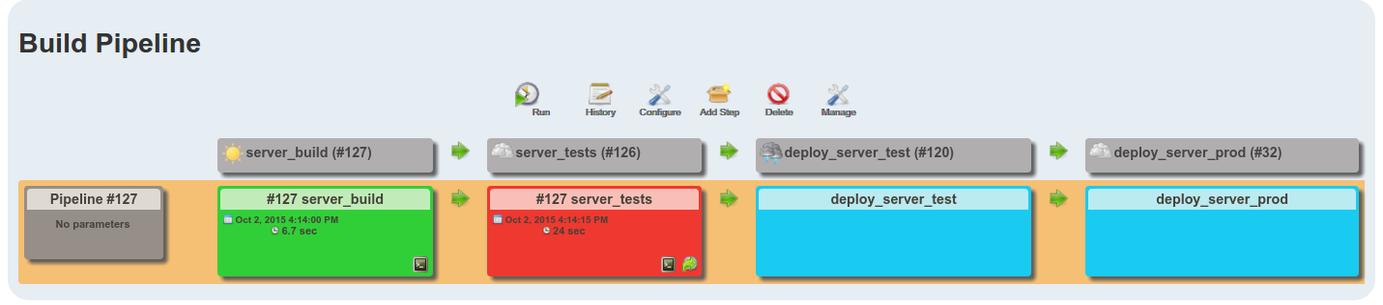 Build Pipeline
Run History Configure Add Step Delete Manage
server_build (#127) server_tests (#126) deploy_server_test (#120) deploy_server_prod (#32)
Pipeline #127 #127 server_build #127 server_tests deploy_server_test deploy_server_prod
No parameters Oct 2, 2015 4:14:00 PM Oct 2, 2015 4:14:15 PM
6.7 sec 24 sec